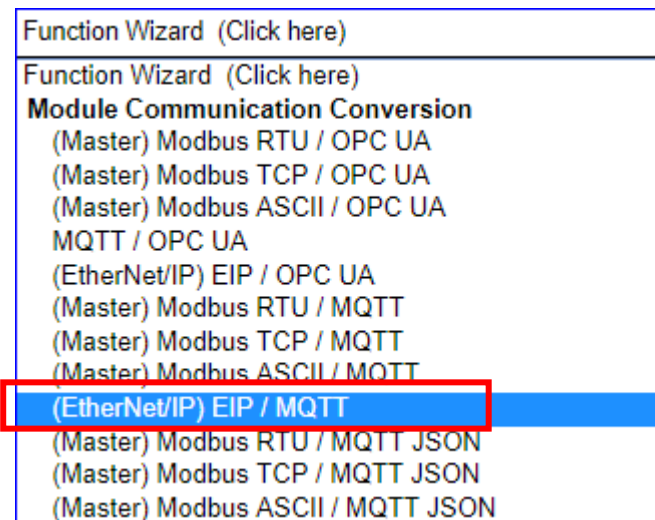 Function Wizard (Click here)
Function Wizard (Click here)
Module Communication Conversion
(Master) Modbus RTU / OPC UA
(Master) Modbus TCP / OPC UA
(Master) Modbus ASCII / OPC UA
MQTT / OPC UA
(EtherNet/IP) EIP / OPC UA
(Master) Modbus RTU / MQTT
(Master) Modbus TCP / MQTT
(Master) Modbus ASCII / MQTT
(EtherNet/IP) EIP / MQTT
(Master) Modbus RTU / MQTT JSON
(Master) Modbus TCP / MQTT JSON
(Master) Modbus ASCII / MQTT JSON